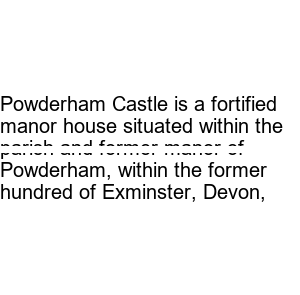 Powderham Castle is a fortified
manor house situated within the
parish and former manor of
Powderham, within the former
hundred of Exminster, Devon,